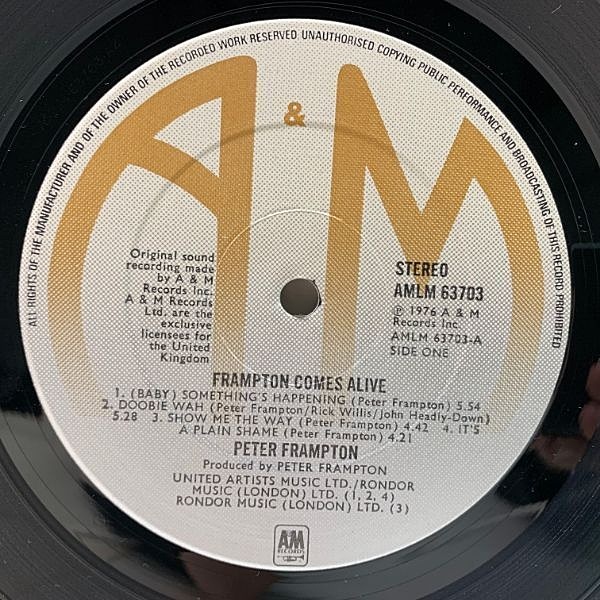 ALL RIGHTS OF THE MANUFACTURER AND OF THE OWNER OF THE RECORDED WORK RESERVED. UNAUTHORISED COPYING PUBLIC PERFORMANCE AND BROADCASTING OF THIS RECORD PROHIBITED
A & M
Original sound
recording made
by A & M
Records Inc.
A & M Records
Ltd. are the
exclusive
licensees for
the United
Kingdom
STEREO
AMLM 63703
℗ 1976 A & M
Records Inc.
AMLM 63703-A
SIDE ONE
FRAMPTON COMES ALIVE
1. (BABY) SOMETHING'S HAPPENING (Peter Frampton) 5.54
2. DOOBIE WAH (Peter Frampton/Rick Willis/John Headly-Down)
5.28 3. SHOW ME THE WAY (Peter Frampton) 4.42 4. IT'S
A PLAIN SHAME (Peter Frampton) 4.21
PETER FRAMPTON
Produced by PETER FRAMPTON
UNITED ARTISTS MUSIC LTD./RONDOR
MUSIC (LONDON) LTD. (1, 2, 4)
RONDOR MUSIC (LONDON) LTD. (3)
A&M
RECORDS